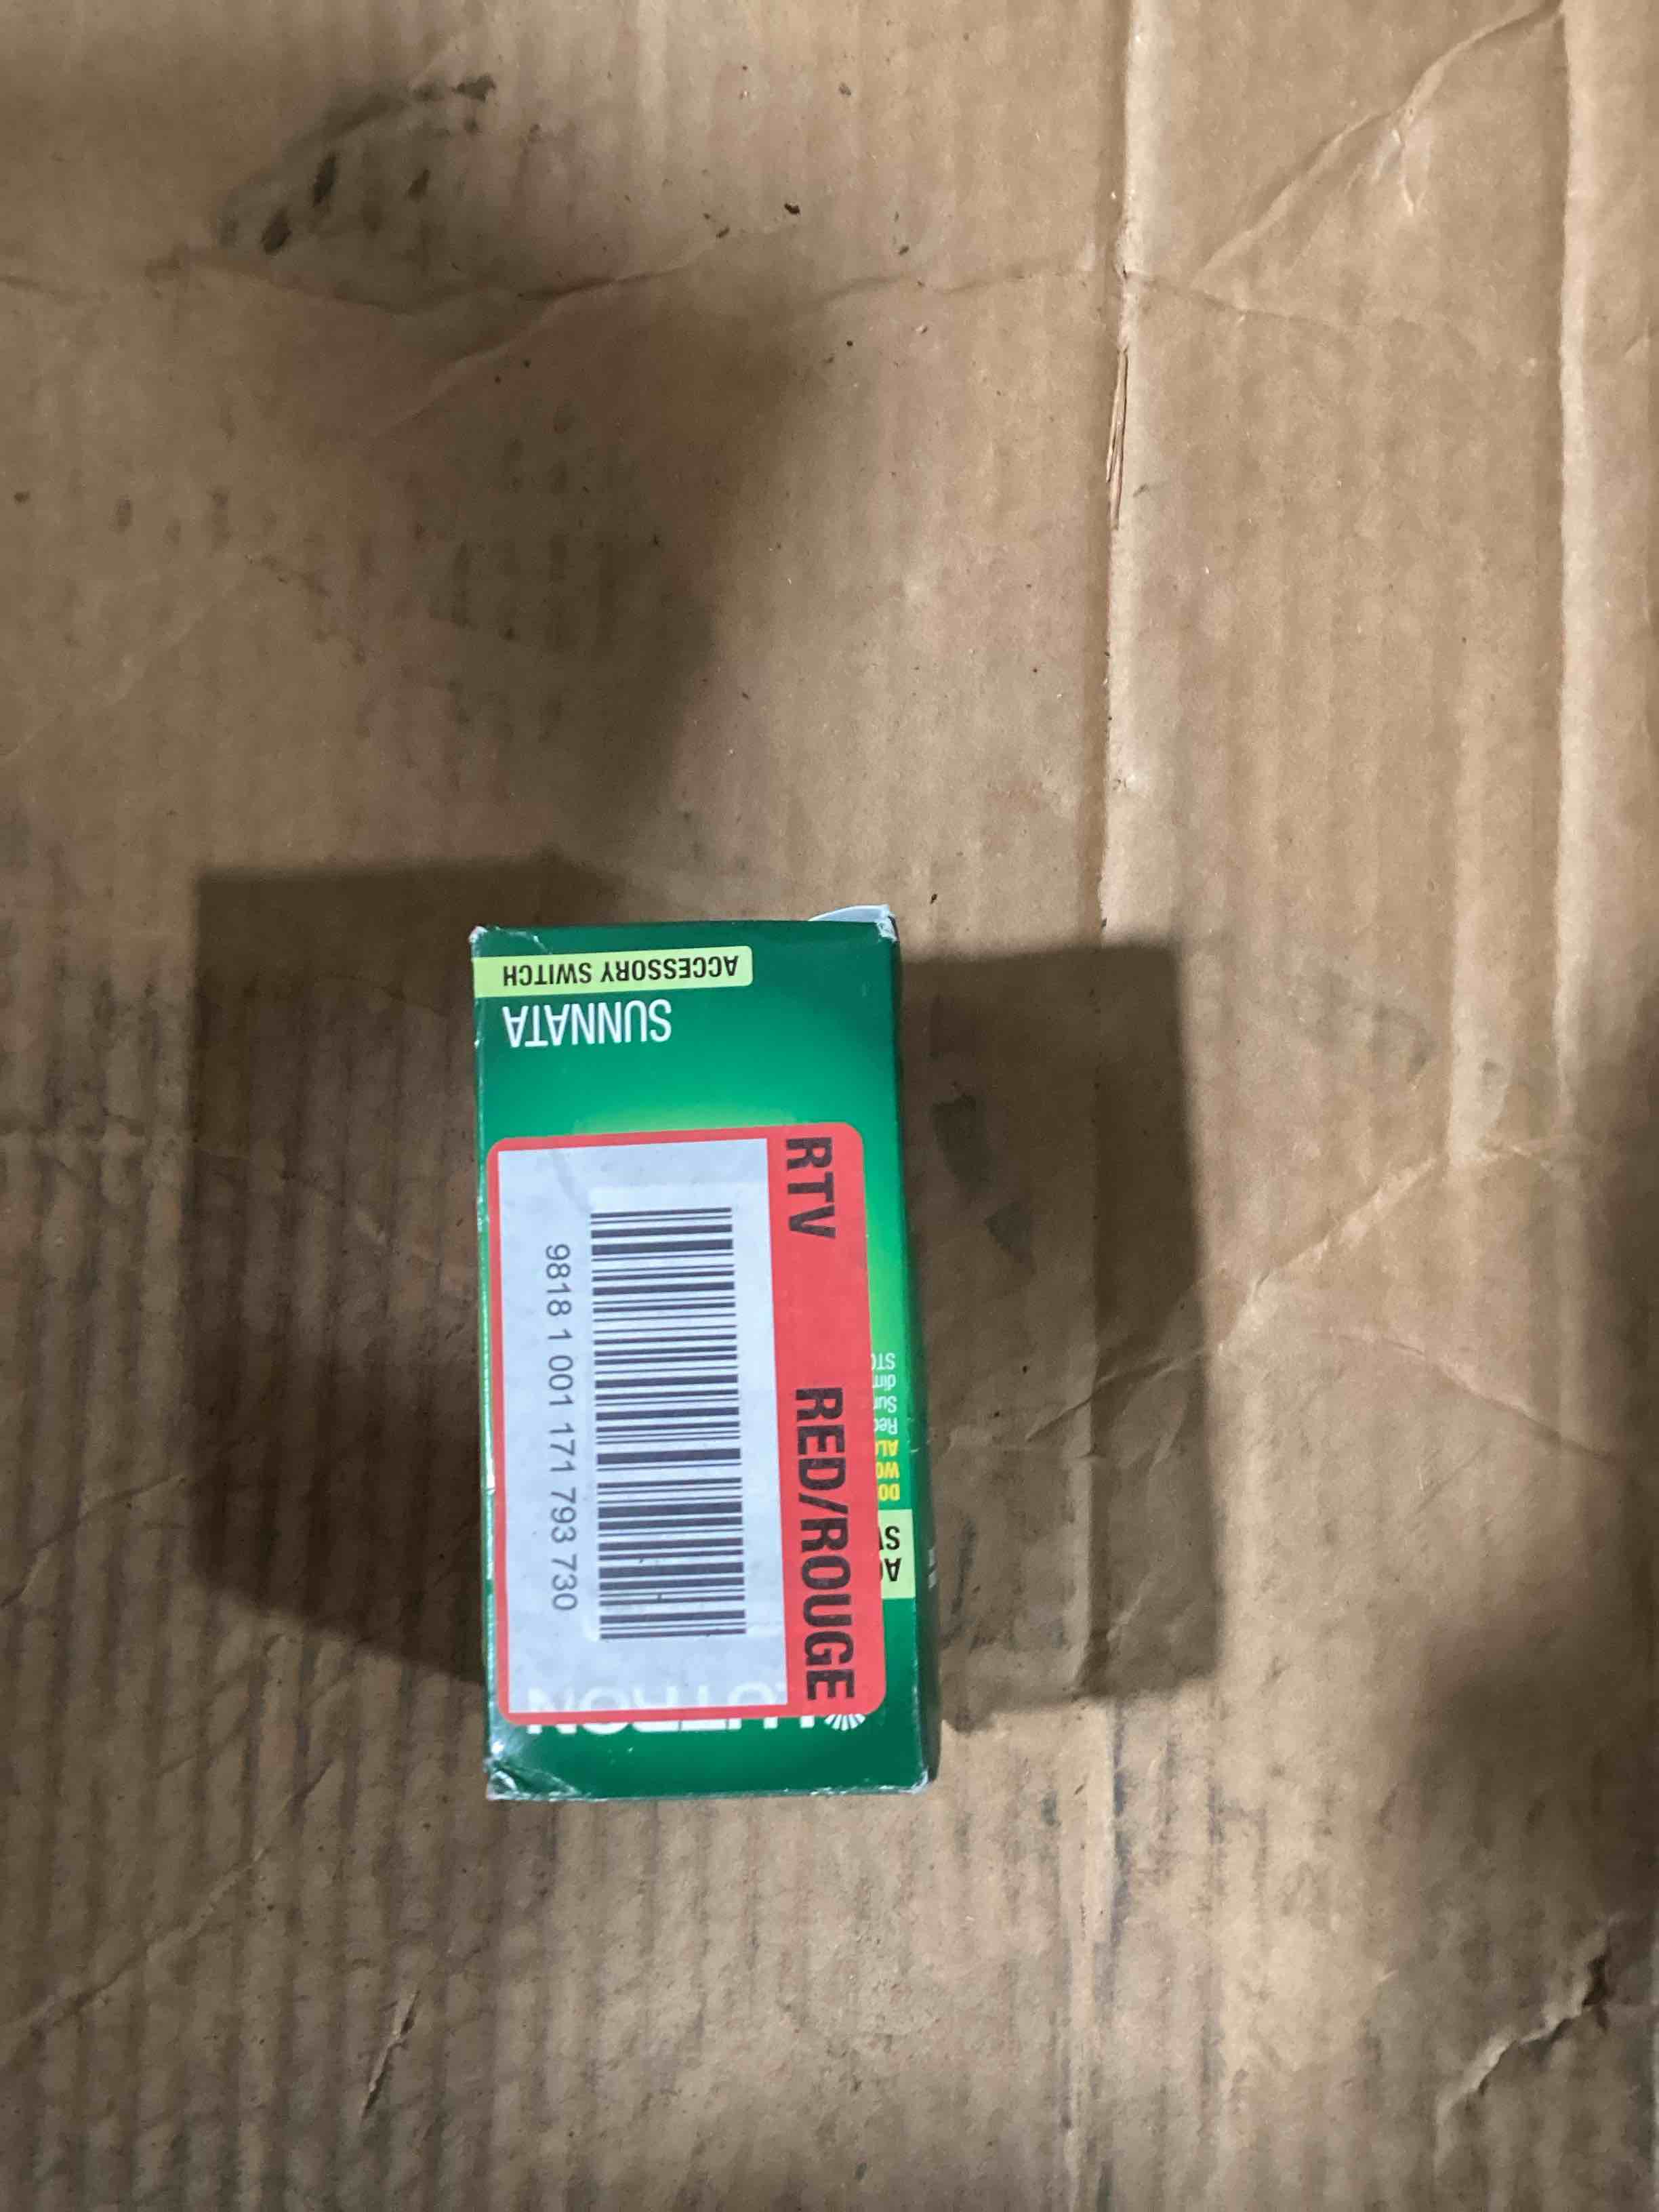 LUTRON
RTV RED/ROUGE
9818 1 001 171 793 730
SUNNATA
ACCESSORY SWITCH